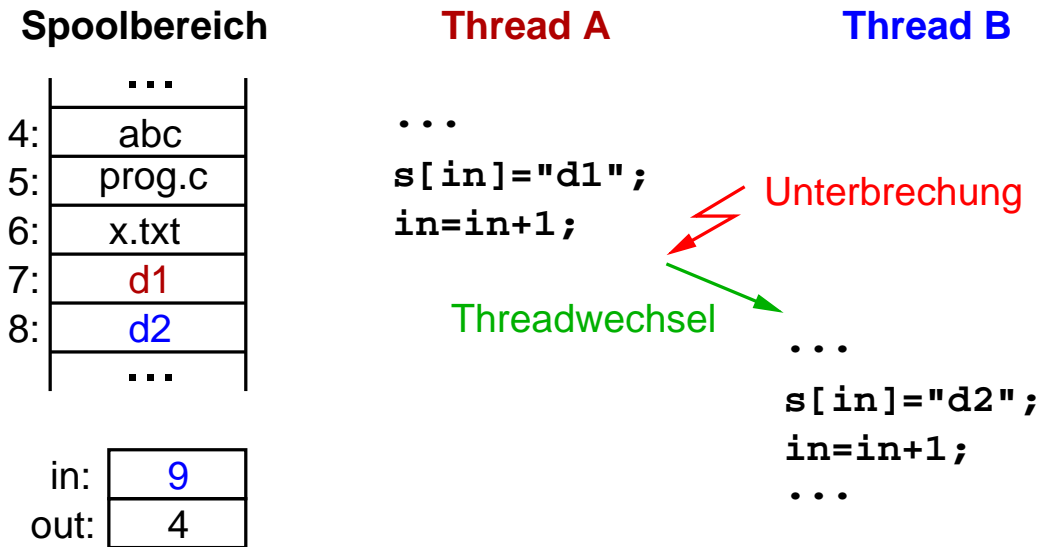 Spoolbereich
...
4: abc
5: prog.c
6: x.txt
7: d1
8: d2
...
in: 9
out: 4
Thread A
...
s[in]="d1";
in=in+1;
Unterbrechung
Threadwechsel
Thread B
...
s[in]="d2";
in=in+1;
...